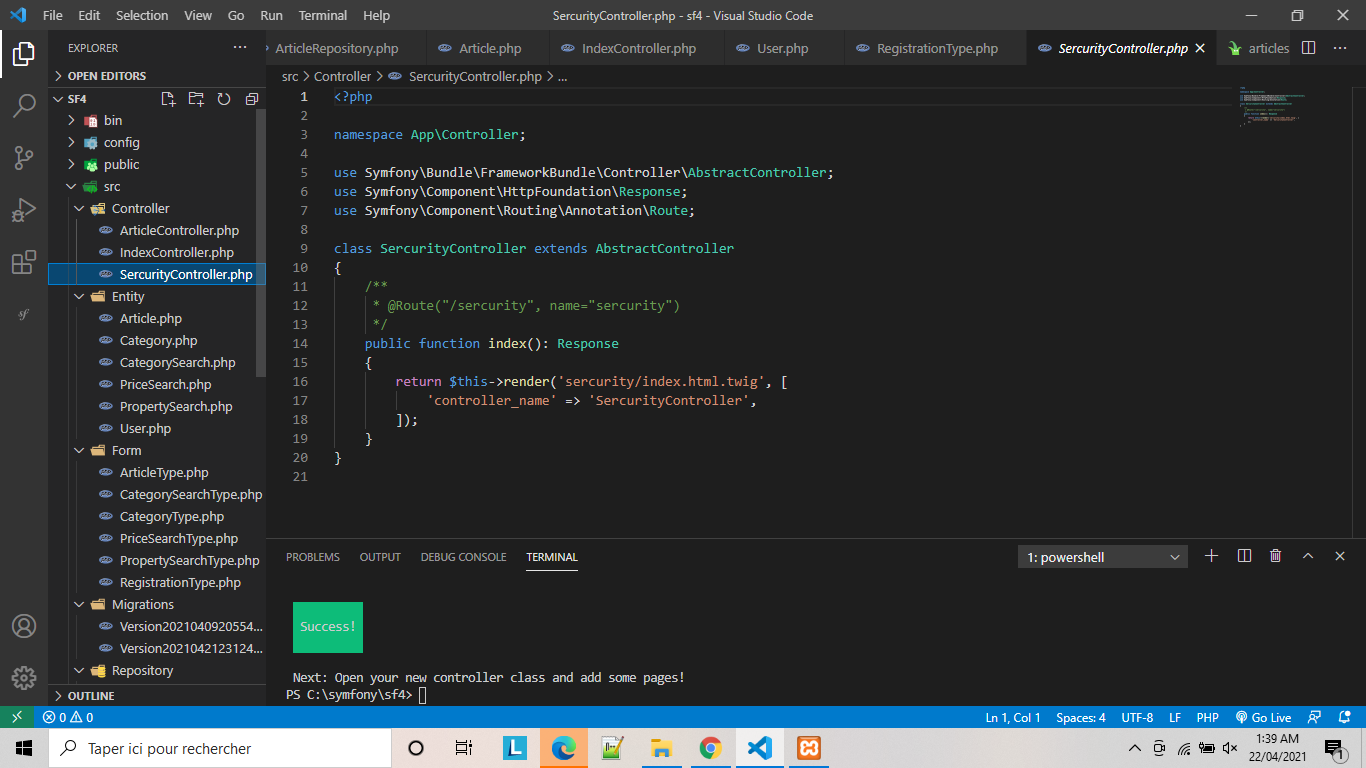 File Edit Selection View Go Run Terminal Help
SercurityController.php - sf4 - Visual Studio Code
EXPLORER
OPEN EDITORS
SF4
bin
config
public
src
Controller
ArticleController.php
IndexController.php
SercurityController.php
Entity
Article.php
Category.php
CategorySearch.php
PriceSearch.php
PropertySearch.php
User.php
Form
ArticleType.php
CategorySearchType.php
CategoryType.php
PriceSearchType.php
PropertySearchType.php
RegistrationType.php
Migrations
Version2021040920554...
Version2021042123124...
Repository
OUTLINE
ArticleRepository.php Article.php IndexController.php User.php RegistrationType.php SercurityController.php articles
src > Controller > SercurityController.php > ...
1 <?php
2
3 namespace App\Controller;
4
5 use Symfony\Bundle\FrameworkBundle\Controller\AbstractController;
6 use Symfony\Component\HttpFoundation\Response;
7 use Symfony\Component\Routing\Annotation\Route;
8
9 class SercurityController extends AbstractController
10 {
11 /**
12 * @Route("/sercurity", name="sercurity")
13 */
14 public function index(): Response
15 {
16 return $this->render('sercurity/index.html.twig', [
17 'controller_name' => 'SercurityController',
18 ]);
19 }
20 }
21
PROBLEMS OUTPUT DEBUG CONSOLE TERMINAL
1: powershell
Success!
Next: Open your new controller class and add some pages!
PS C:\symfony\sf4>
0 0
Ln 1, Col 1 Spaces: 4 UTF-8 LF PHP Go Live
Taper ici pour rechercher
1:39 AM
22/04/2021
1